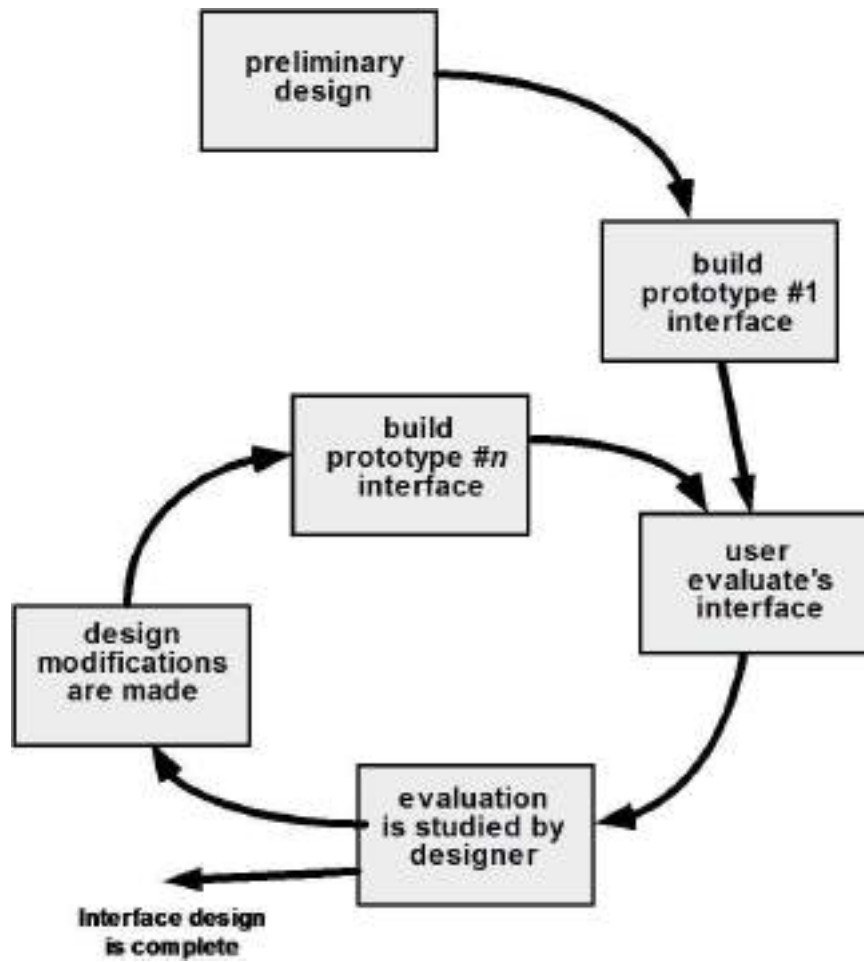 preliminary
design
build
prototype #1
interface
build
prototype #n
interface
user
evaluate's
interface
design
modifications
are made
evaluation
is studied by
designer
Interface design
is complete